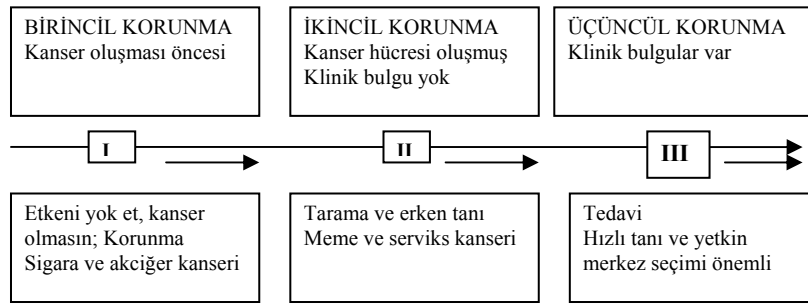 BİRİNCİL KORUNMA
Kanser oluşması öncesi
İKİNCİL KORUNMA
Kanser hücresi oluşmuş
Klinik bulgu yok
ÜÇÜNCÜL KORUNMA
Klinik bulgular var
I
II
III
Etkeni yok et, kanser
olmasın; Korunma
Sigara ve akciğer kanseri
Tarama ve erken tanı
Meme ve serviks kanseri
Tedavi
Hızlı tanı ve yetkin
merkez seçimi önemli